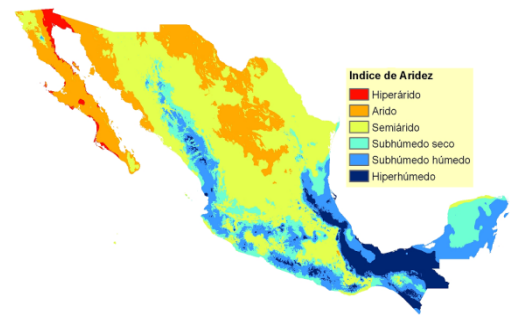 Indice de Aridez
Hiperárido
Arido
Semiárido
Subhúmedo seco
Subhúmedo húmedo
Hiperhúmedo